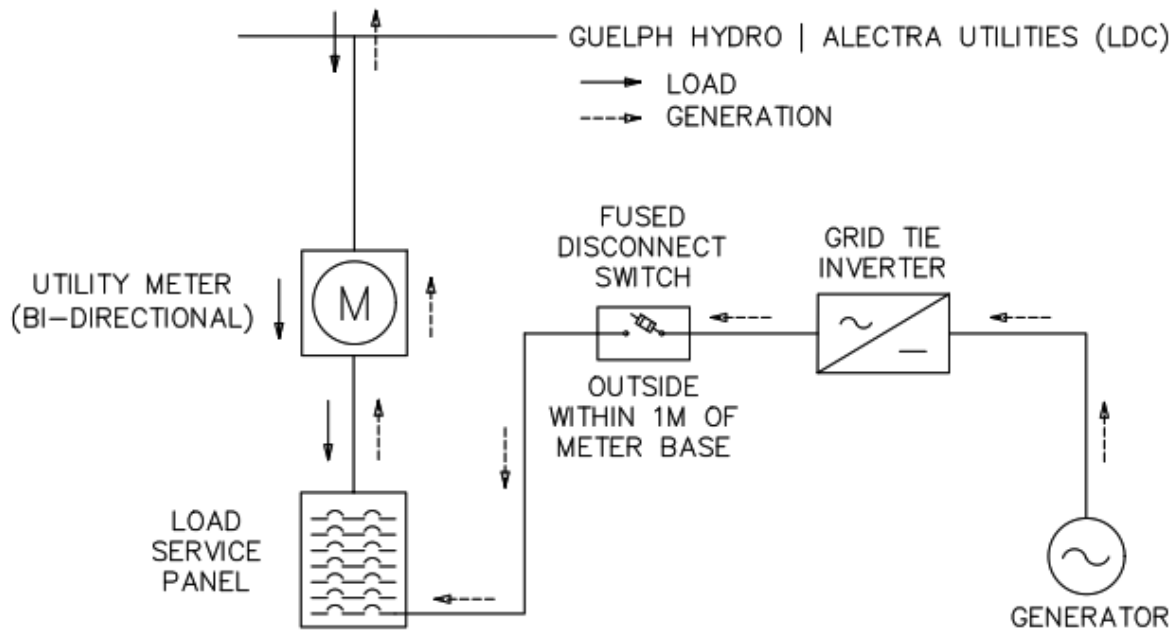 GUELPH HYDRO | ALECTRA UTILITIES (LDC)
LOAD
GENERATION
FUSED
DISCONNECT
SWITCH
GRID TIE
INVERTER
UTILITY METER
(BI-DIRECTIONAL)
M
OUTSIDE
WITHIN 1M OF
METER BASE
LOAD
SERVICE
PANEL
GENERATOR